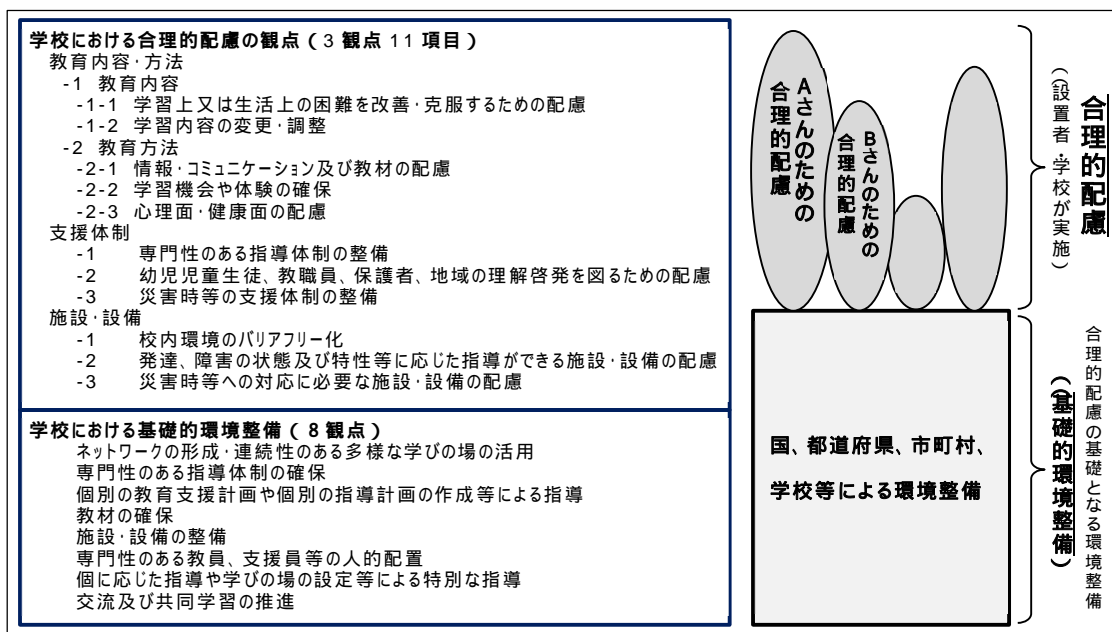 学校における合理的配慮の観点(3観点11項目)
教育内容・方法
-1 教育内容
-1-1 学習上又は生活上の困難を改善・克服するための配慮
-1-2 学習内容の変更・調整
-2 教育方法
-2-1 情報・コミュニケーション及び教材の配慮
-2-2 学習機会や体験の確保
-2-3 心理面・健康面の配慮
支援体制
-1 専門性のある指導体制の整備
-2 幼児児童生徒、教職員、保護者、地域の理解啓発を図るための配慮
-3 災害時等の支援体制の整備
施設・設備
-1 校内環境のバリアフリー化
-2 発達、障害の状態及び特性等に応じた指導ができる施設・設備の配慮
-3 災害時等への対応に必要な施設・設備の配慮
学校における基礎的環境整備(8観点)
ネットワークの形成・連続性のある多様な学びの場の活用
専門性のある指導体制の確保
個別の教育支援計画や個別の指導計画の作成等による指導
教材の確保
施設・設備の整備
専門性のある教員、支援員等の人的配置
個に応じた指導や学びの場の設定等による特別な指導
交流及び共同学習の推進
Aさんのための
合理的配慮
Bさんのための
合理的配慮
合理的配慮
(設置者・学校が実施)
国、都道府県、市町村、
学校等による環境整備
合理的配慮の基礎となる環境整備
(基礎的環境整備)